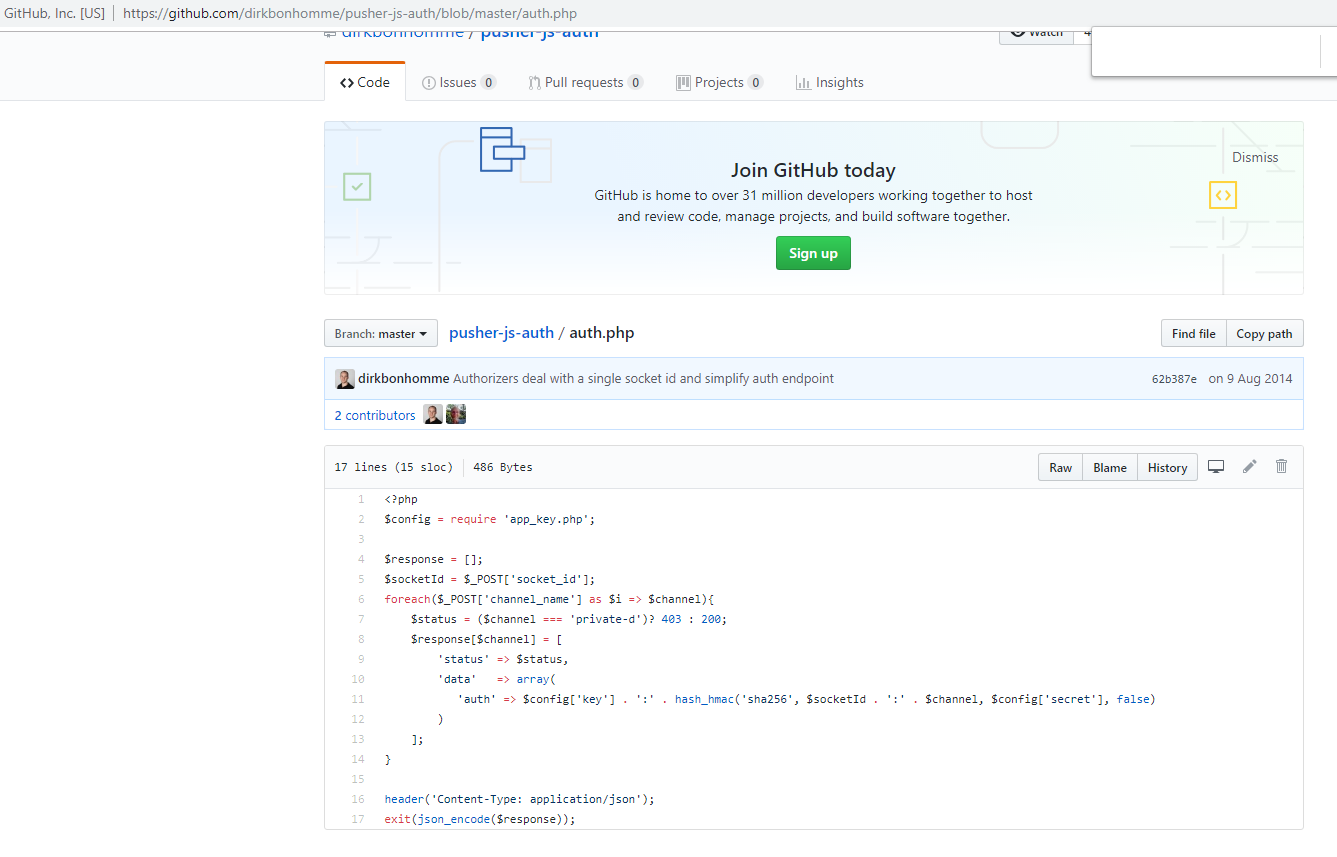 GitHub, Inc. [US] | https://github.com/dirkbonhomme/pusher-js-auth/blob/master/auth.php
dirkbonhomme / pusher-js-auth
Watch
Code Issues 0 Pull requests 0 Projects 0 Insights
Join GitHub today
Dismiss
GitHub is home to over 31 million developers working together to host
and review code, manage projects, and build software together.
Sign up
Branch: master pusher-js-auth / auth.php Find file Copy path
dirkbonhomme Authorizers deal with a single socket id and simplify auth endpoint 62b387e on 9 Aug 2014
2 contributors
17 lines (15 sloc) 486 Bytes Raw Blame History
1 <?php
2 $config = require 'app_key.php';
3
4 $response = [];
5 $socketId = $_POST['socket_id'];
6 foreach($_POST['channel_name'] as $i => $channel){
7     $status = ($channel === 'private-d')? 403 : 200;
8     $response[$channel] = [
9         'status' => $status,
10         'data'   => array(
11            'auth' => $config['key'] . ':' . hash_hmac('sha256', $socketId . ':' . $channel, $config['secret'], false)
12         )
13     ];
14 }
15
16 header('Content-Type: application/json');
17 exit(json_encode($response));